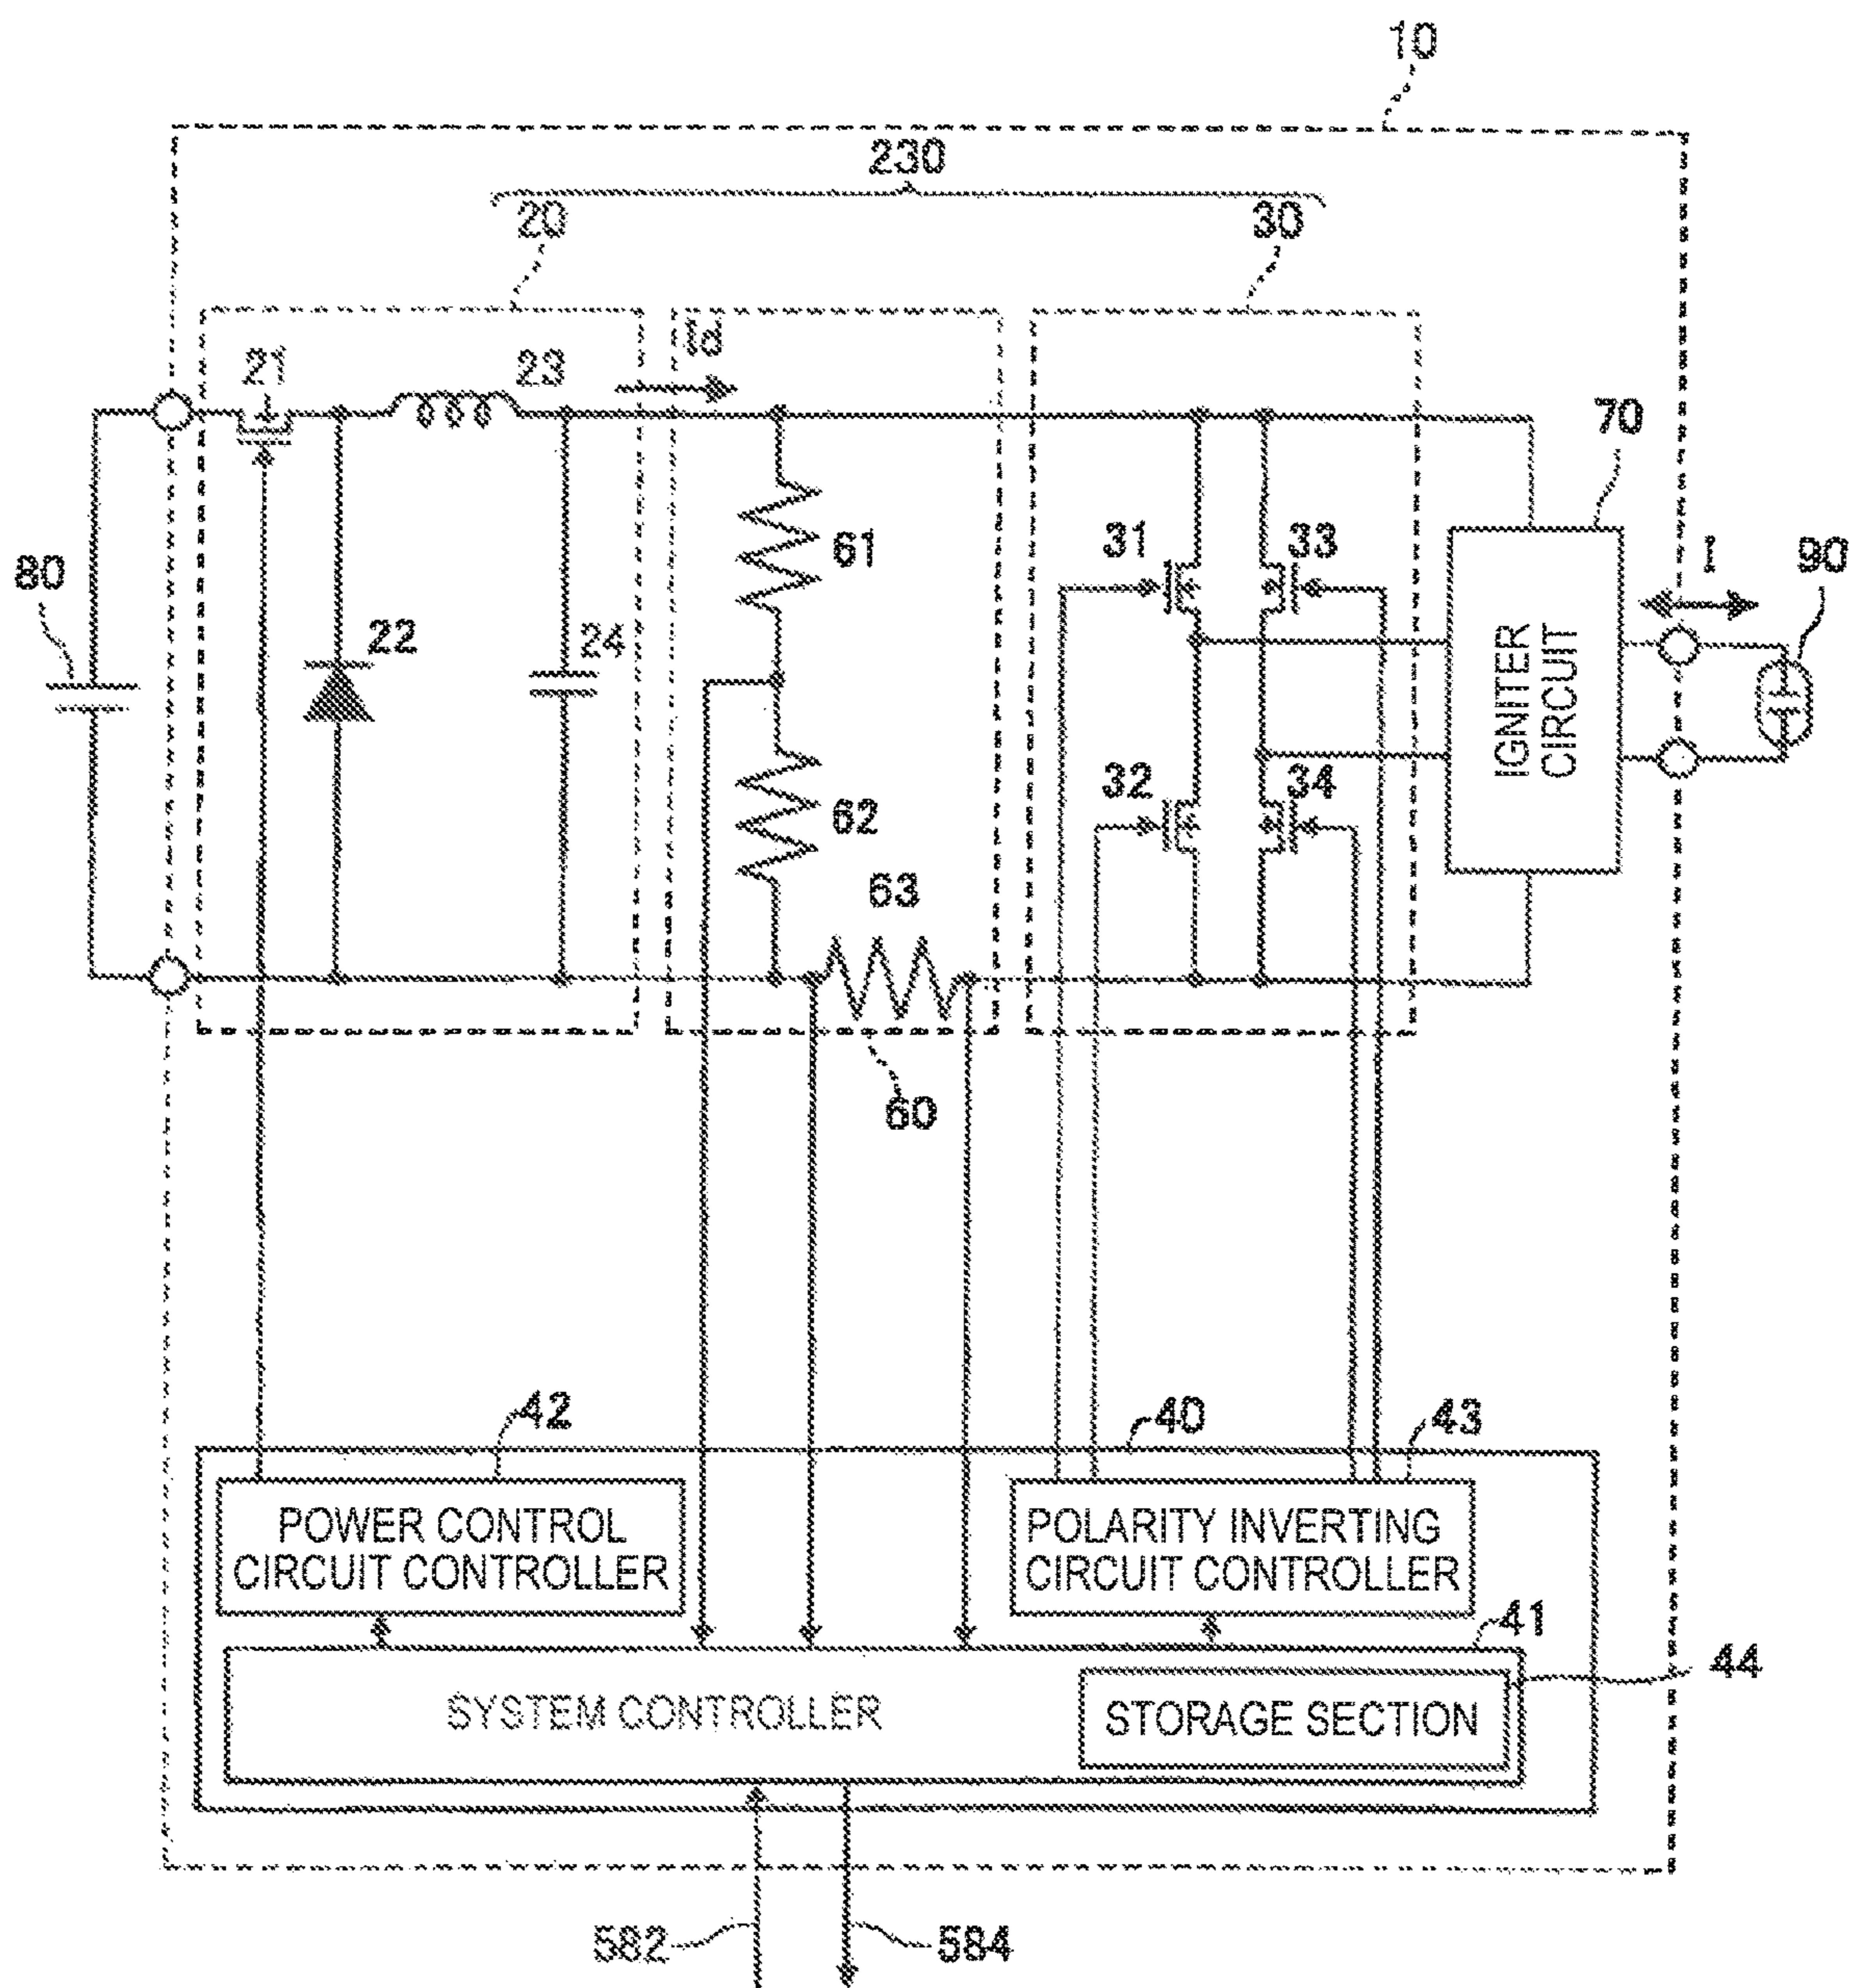 10
230
20
30
Id
21
23
70
31
33
61
80
I
90
22
24
IGNITER
CIRCUIT
32
34
62
63
60
42
40
43
POWER CONTROL
CIRCUIT CONTROLLER
POLARITY INVERTING
CIRCUIT CONTROLLER
41
44
SYSTEM CONTROLLER
STORAGE SECTION
582
584